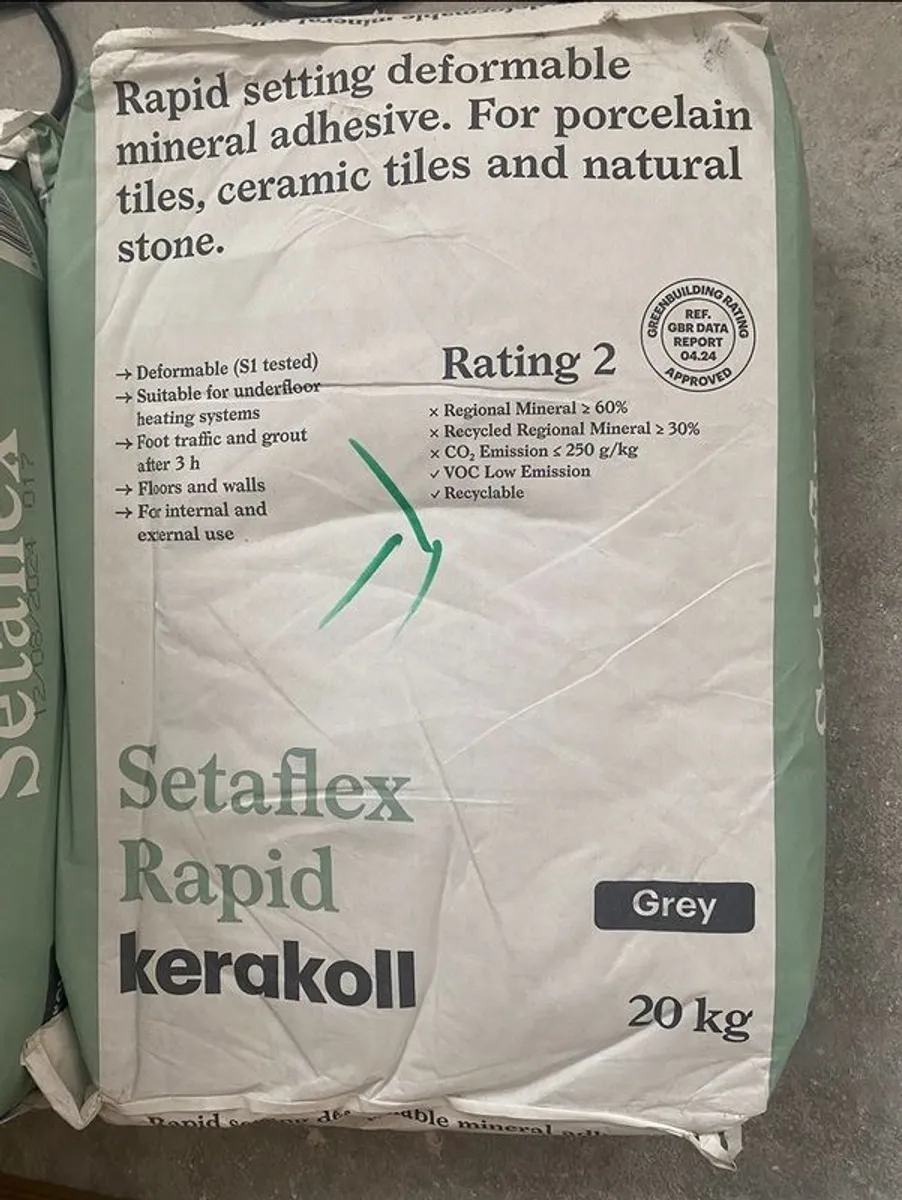 Rapid setting deformable
mineral adhesive. For porcelain
tiles, ceramic tiles and natural
stone.
GREENBUILDING RATING
REF.
GBR DATA
REPORT
04.24
APPROVED
→ Deformable (S1 tested)
→ Suitable for underfloor
heating systems
→ Foot traffic and grout
after 3 h
→ Floors and walls
→ For internal and
external use
Rating 2
× Regional Mineral ≥ 60%
× Recycled Regional Mineral ≥ 30%
× CO₂ Emission ≤ 250 g/kg
✓ VOC Low Emission
✓ Recyclable
Setaflex
Rapid
kerakoll
Grey
20 kg
Setaflex
Rapid mineral